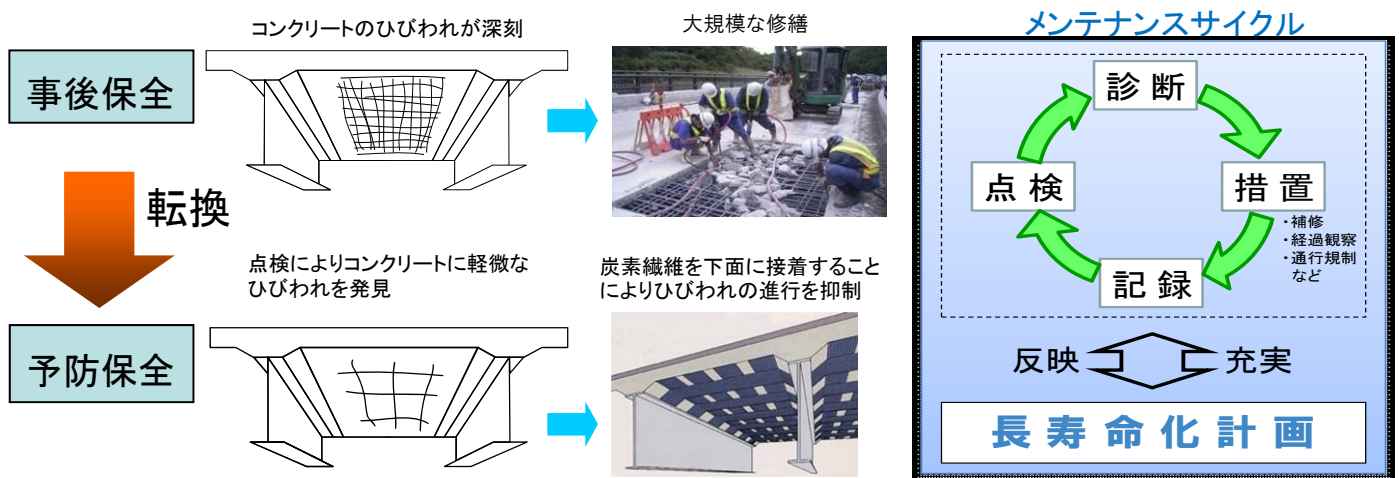 コンクリートのひびわれが深刻
大規模な修繕
事後保全
転換
点検によりコンクリートに軽微な
ひびわれを発見
炭素繊維を下面に接着すること
によりひびわれの進行を抑制
予防保全
メンテナンスサイクル
診断
点検
措置
・補修
・経過観察
・通行規制
など
記録
反映
充実
長寿命化計画